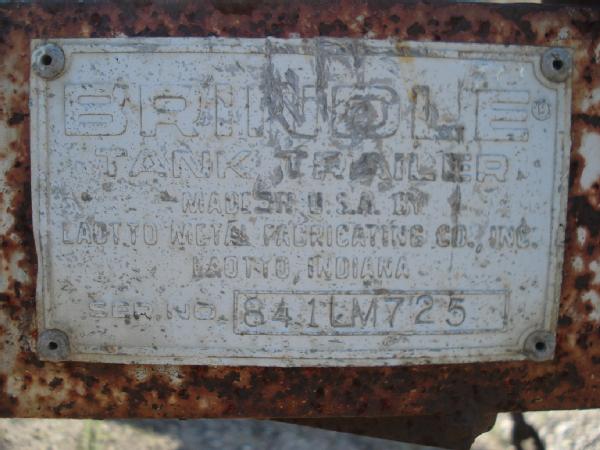 BRINDLE®
TANK TRAILER
MADE IN U.S.A. BY
LAOTTO METAL FABRICATING CO., INC.
LAOTTO, INDIANA
SER. NO. 841LM725